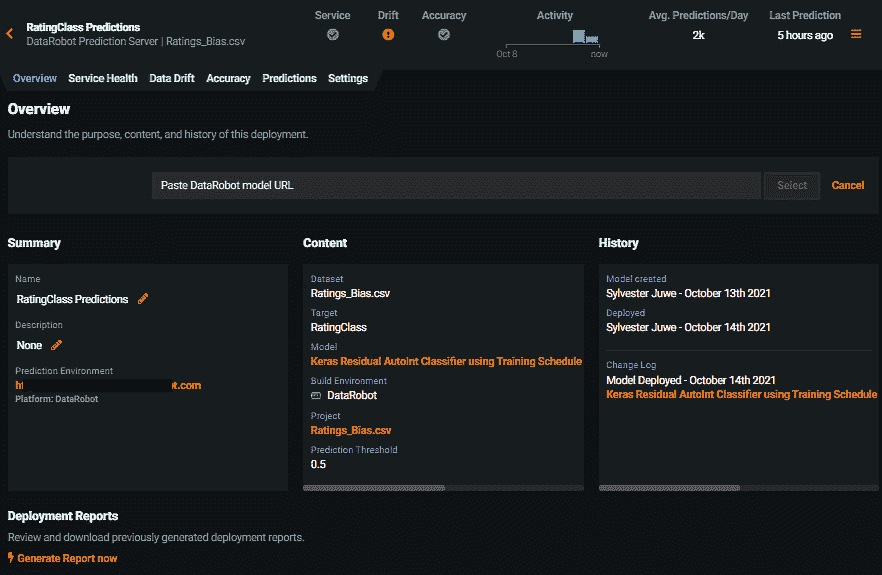 RatingClass Predictions
DataRobot Prediction Server | Ratings_Bias.csv
Service
Drift
Accuracy
Activity
Oct 8
now
Avg. Predictions/Day
2k
Last Prediction
5 hours ago
Overview Service Health Data Drift Accuracy Predictions Settings
Overview
Understand the purpose, content, and history of this deployment.
Paste DataRobot model URL
Select
Cancel
Summary
Name
RatingClass Predictions
Description
None
Prediction Environment
t.com
Platform: DataRobot
Content
Dataset
Ratings_Bias.csv
Target
RatingClass
Model
Keras Residual AutoInt Classifier using Training Schedule
Build Environment
DataRobot
Project
Ratings_Bias.csv
Prediction Threshold
0.5
History
Model created
Sylvester Juwe - October 13th 2021
Deployed
Sylvester Juwe - October 14th 2021
Change Log
Model Deployed - October 14th 2021
Keras Residual AutoInt Classifier using Training Schedule
Deployment Reports
Review and download previously generated deployment reports.
Generate Report now